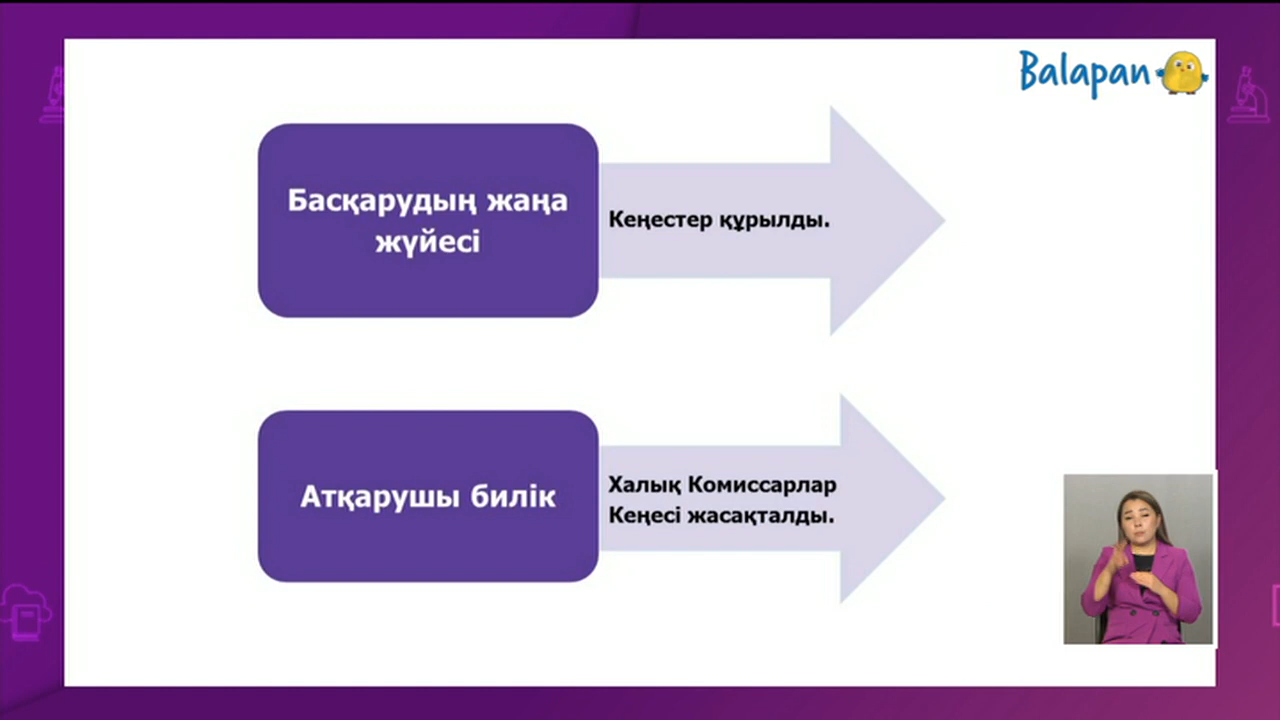 Balapan
Басқарудың жаңа
жүйесі
Кеңестер құрылды.
Атқарушы билік
Халық Комиссарлар
Кеңесі жасақталды.